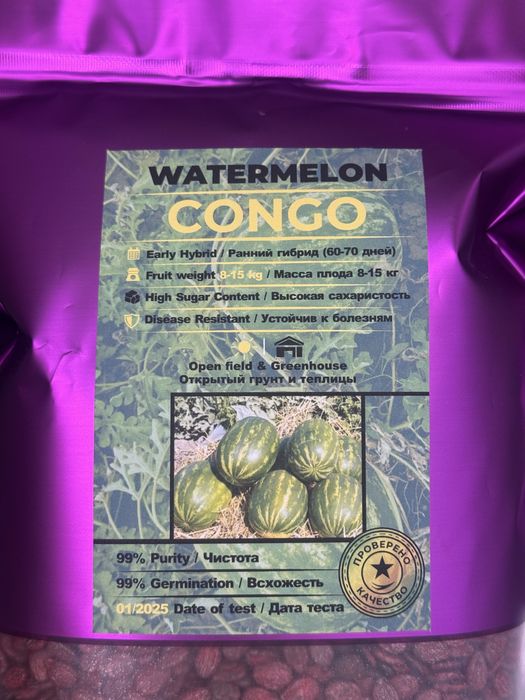 WATERMELON
CONGO
Early Hybrid / Ранний гибрид (60-70 дней)
Fruit weight 8-15 kg / Масса плода 8-15 кг
High Sugar Content / Высокая сахаристость
Disease Resistant / Устойчив к болезням
Open field & Greenhouse
Открытый грунт и теплицы
99% Purity / Чистота
99% Germination / Всхожесть
01/2025 Date of test / Дата теста
ПРОВЕРЕНО
КАЧЕСТВО